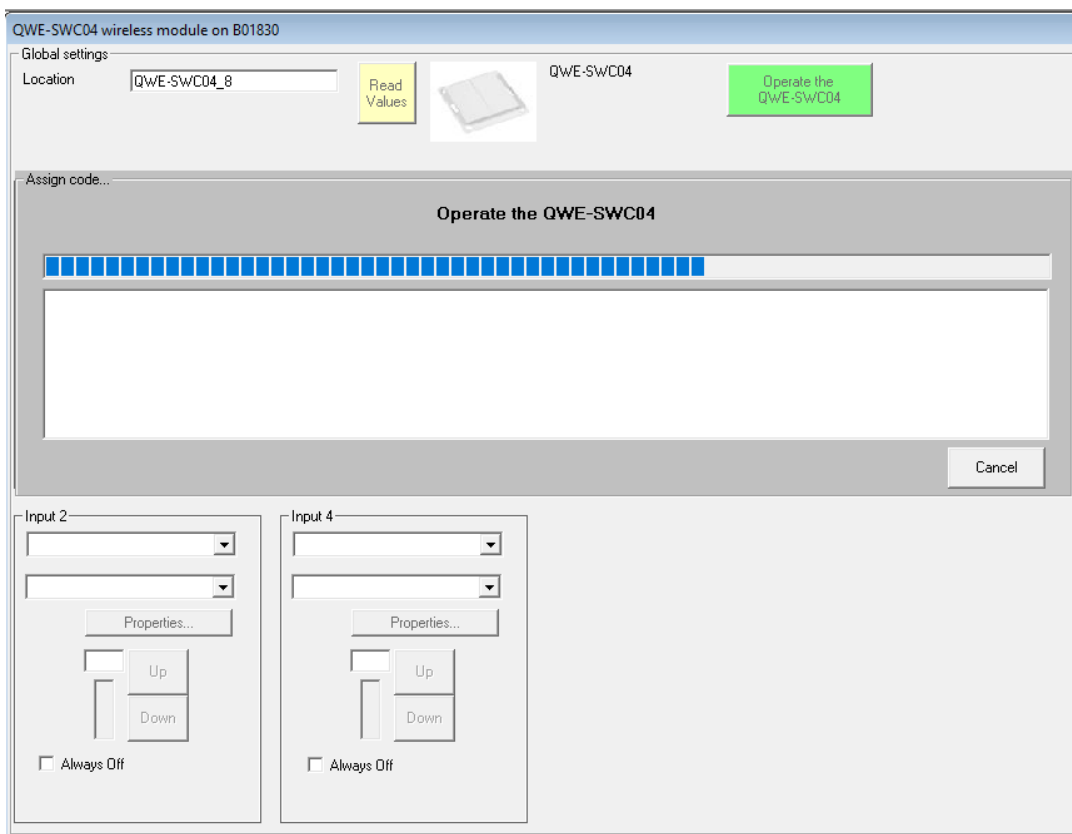 QWE-SWC04 wireless module on B01830
Global settings
Location
QWE-SWC04_8
Read
Values
QWE-SWC04
Operate the
QWE-SWC04
Assign code...
Operate the QWE-SWC04
Cancel
Input 2
Properties...
Up
Down
Always Off
Input 4
Properties...
Up
Down
Always Off